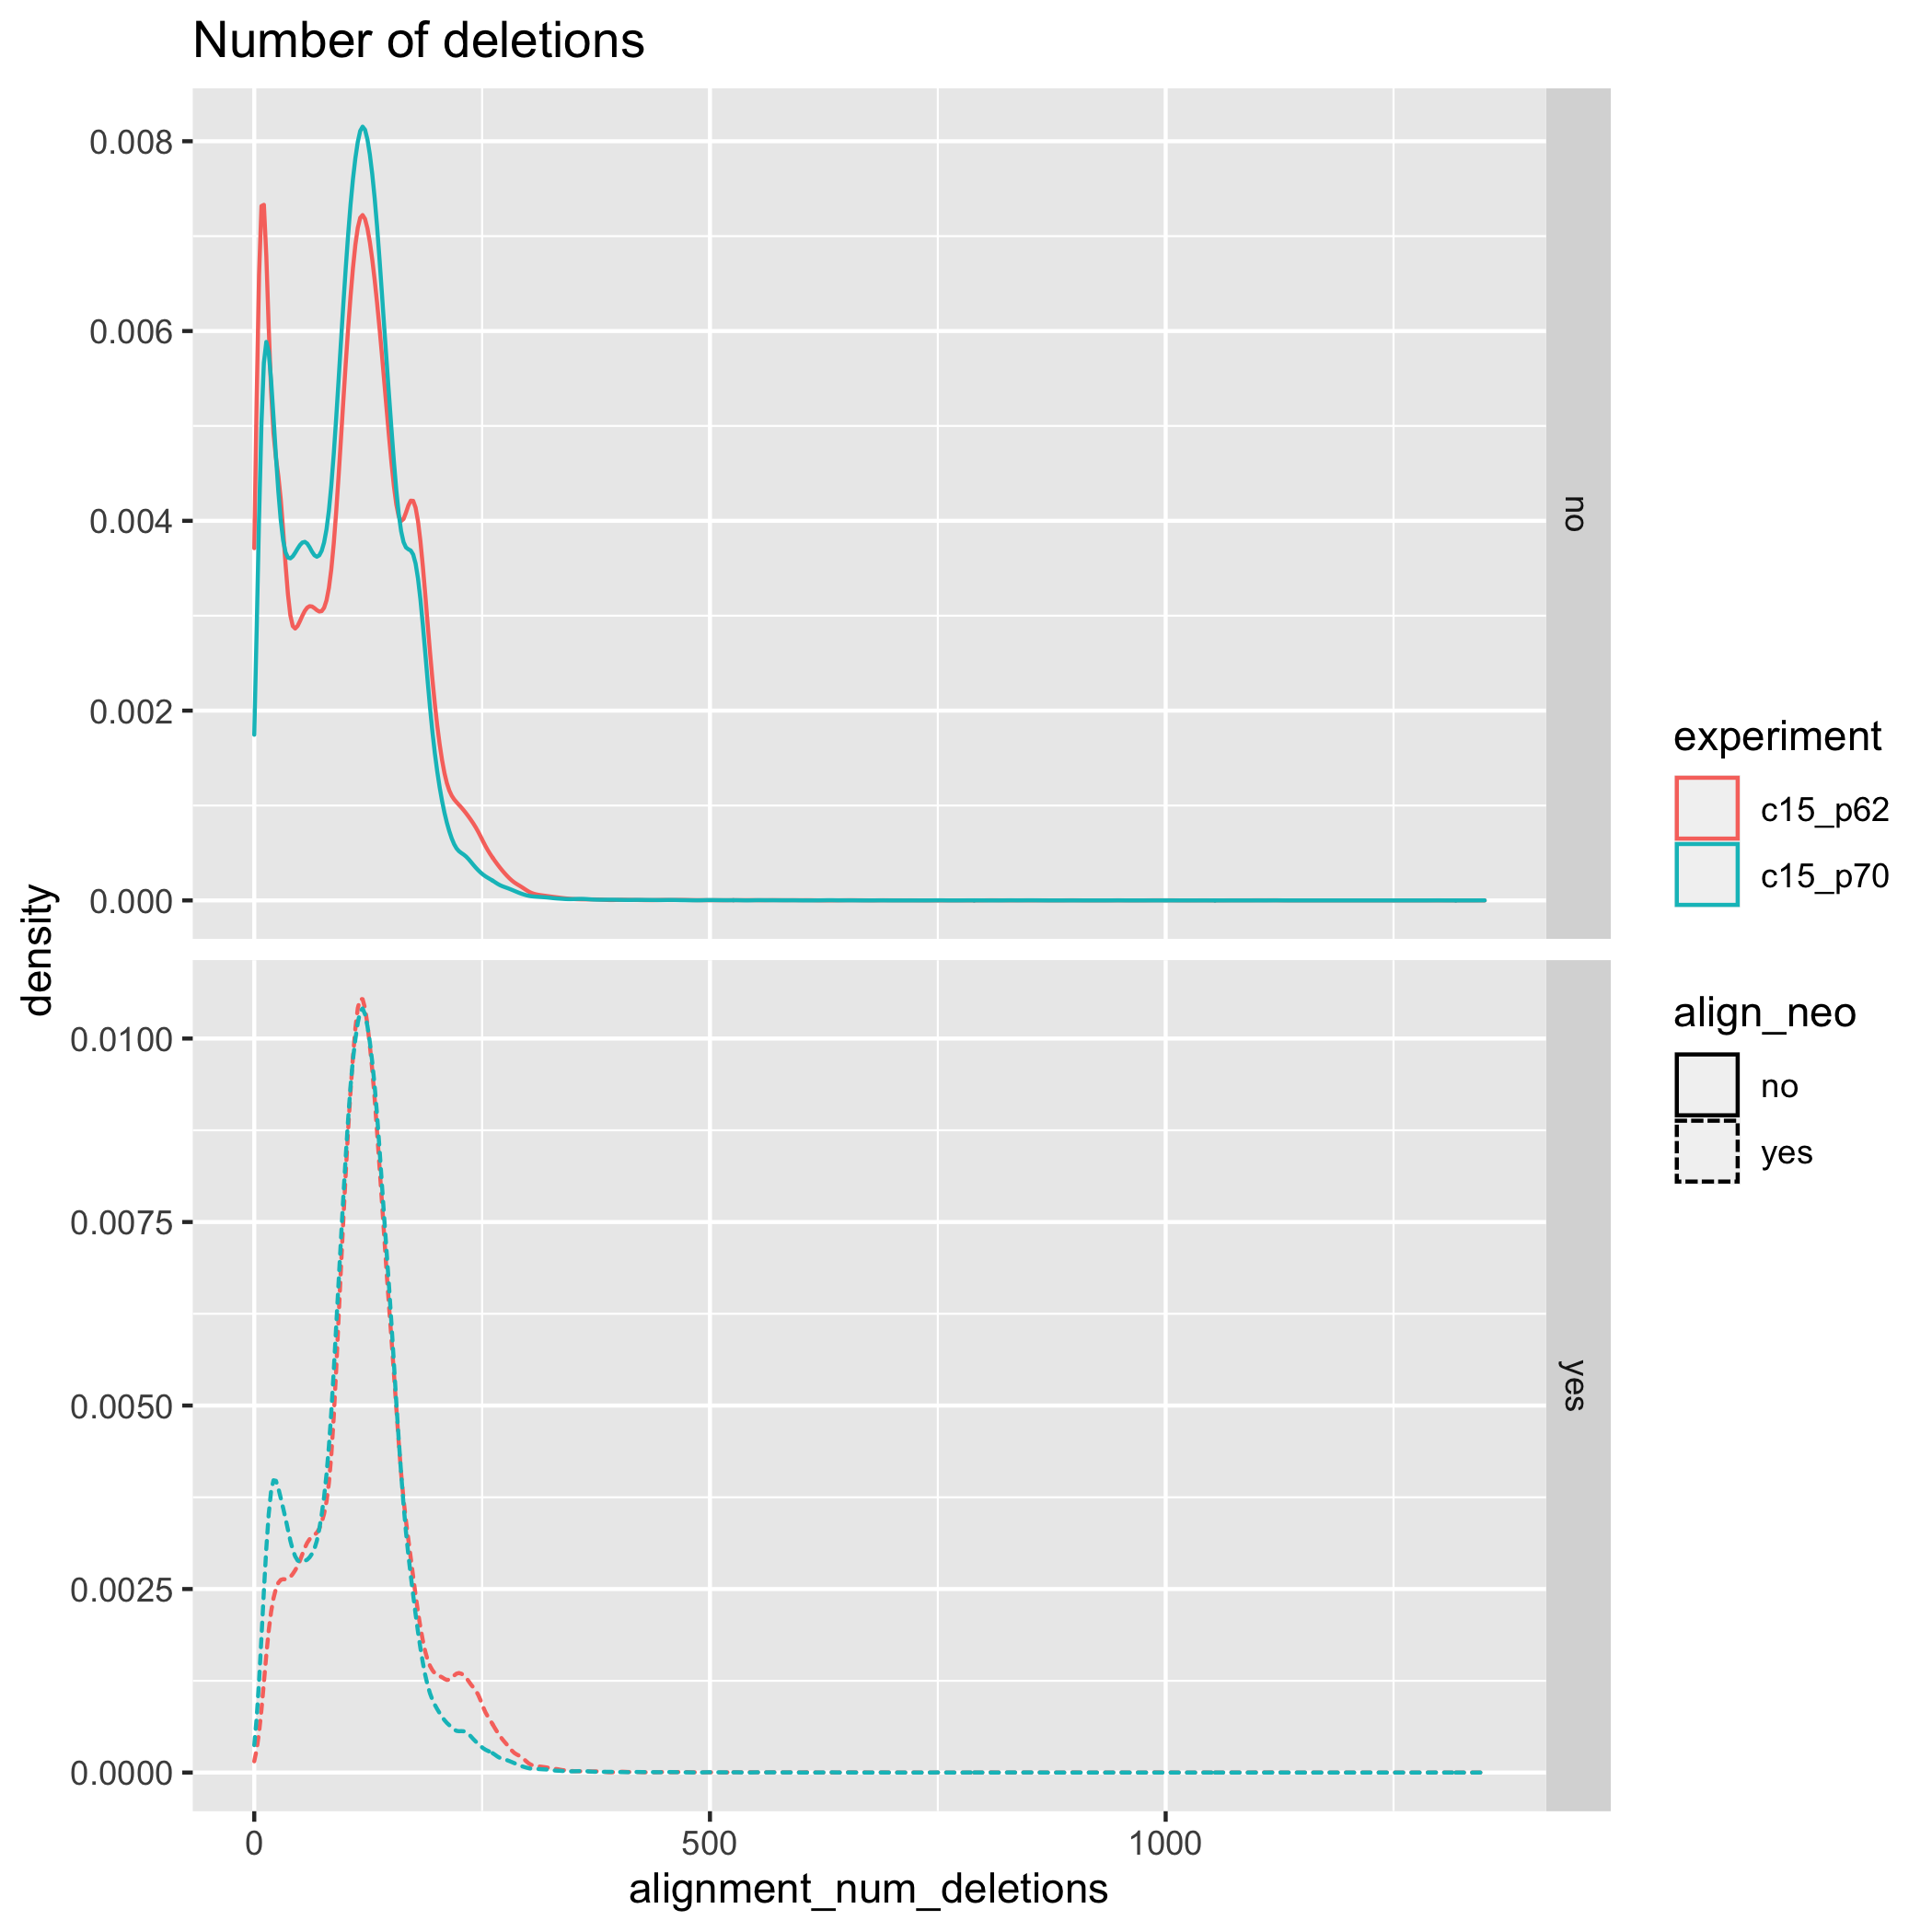 Number of deletions
0.008
0.006
0.004
0.002
0.000
no
0.0100
0.0075
0.0050
0.0025
0.0000
yes
0 500 1000
alignment_num_deletions
density
experiment
c15_p62
c15_p70
align_neo
no
yes